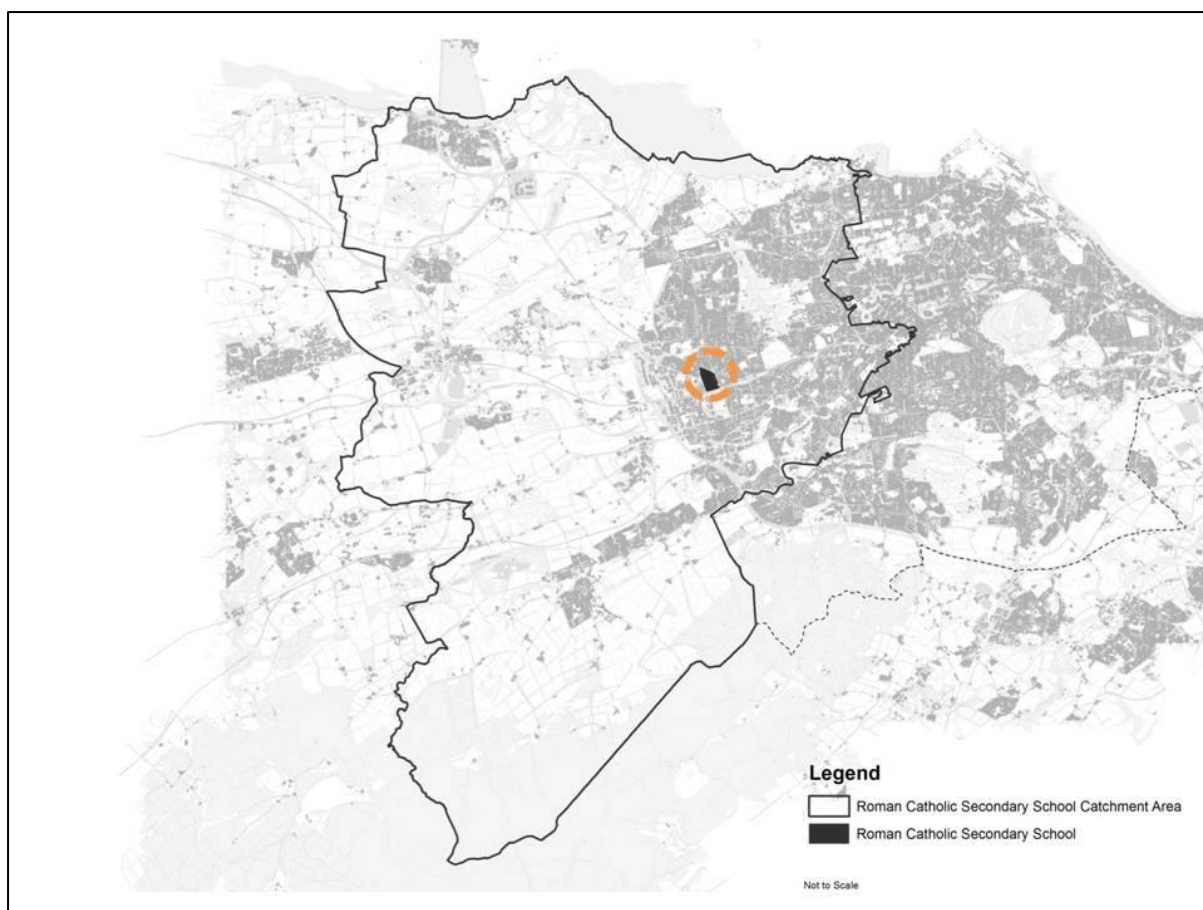 Legend
Roman Catholic Secondary School Catchment Area
Roman Catholic Secondary School
Not to Scale